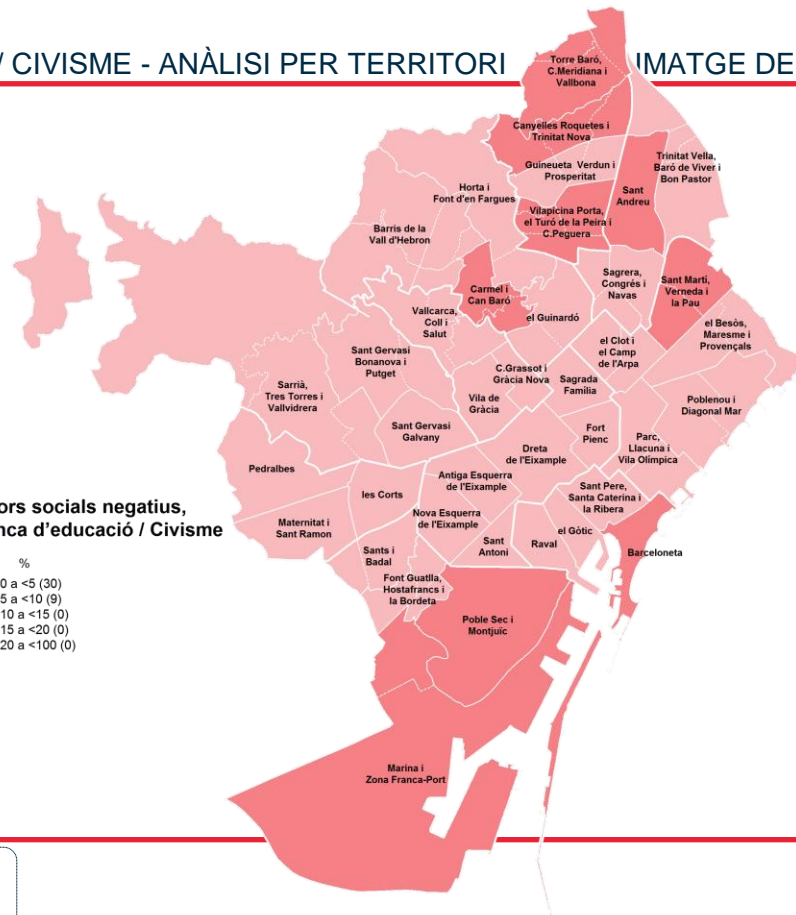 / CIVISME - ANÀLISI PER TERRITORI
IMATGE DE
Torre Baró,
C.Meridiana i
Vallbona
Canyelles Roquetes i
Trinitat Nova
Guineueta Verdun i
Prosperitat
Trinitat Vella,
Baró de Viver i
Bon Pastor
Sant
Andreu
Horta i
Font d'en Fargues
Vilapicina Porta,
el Turó de la Peira i
C.Peguera
Barris de la
Vall d'Hebron
Carmel i
Can Baró
Sagrera,
Congrés i
Navas
Sant Martí,
Verneda i
la Pau
Vallcarca,
Coll i
Salut
el Guinardó
el Besòs,
Maresme i
Provençals
el Clot i
el Camp
de l'Arpa
Sant Gervasi
Bonanova i
Putget
C.Grassot i
Gràcia Nova
Sagrada
Família
Sarrià,
Tres Torres i
Vallvidrera
Vila de
Gràcia
Poblenou i
Diagonal Mar
Sant Gervasi
Galvany
Fort
Pienc
Parc,
Llacuna i
Vila Olímpica
Dreta
de l'Eixample
Pedralbes
les Corts
Antiga Esquerra
de l'Eixample
Sant Pere,
Santa Caterina i
la Ribera
Maternitat i
Sant Ramon
Nova Esquerra
de l'Eixample
Sant
Antoni
Raval
el Gòtic
Barceloneta
Sants i
Badal
Font Guatlla,
Hostafrancs i
la Bordeta
Poble Sec i
Montjuïc
Marina i
Zona Franca-Port
ors socials negatius,
nca d'educació / Civisme
%
0 a <5 (30)
5 a <10 (9)
10 a <15 (0)
15 a <20 (0)
20 a <100 (0)